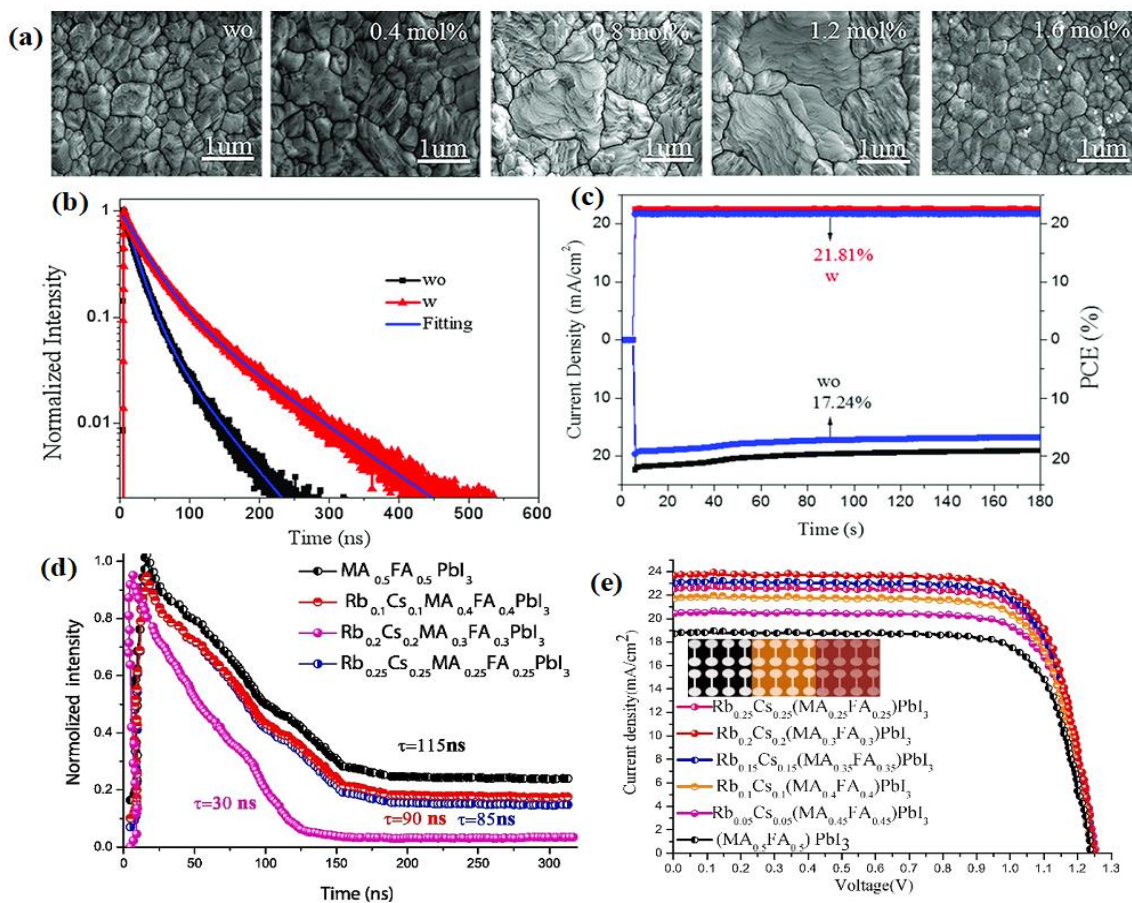 (a)
wo
0.4 mol%
0.8 mol%
1.2 mol%
1.6 mol%
1um
1um
1um
1um
1um
(b)
1
0.1
0.01
Normalized Intensity
wo
w
Fitting
0 100 200 300 400 500 600
Time (ns)
(c)
20
10
0
10
20
Current Density (mA/cm²)
21.81%
w
wo
17.24%
20
10
0
10
20
PCE (%)
0 20 40 60 80 100 120 140 160 180
Time (s)
(d)
1.0
0.8
0.6
0.4
0.2
0.0
Normolized Intensity
MA0.5FA0.5 PbI3
Rb0.1Cs0.1MA0.4FA0.4PbI3
Rb0.2Cs0.2MA0.3FA0.3PbI3
Rb0.25Cs0.25MA0.25FA0.25PbI3
τ=115ns
τ=30 ns
τ=90 ns
τ=85ns
0 50 100 150 200 250 300
Time (ns)
(e)
24
22
20
18
16
14
12
10
8
6
4
2
0
Current density(mA/cm²)
Rb0.25Cs0.25(MA0.25FA0.25)PbI3
Rb0.2Cs0.2(MA0.3FA0.3)PbI3
Rb0.15Cs0.15(MA0.35FA0.35)PbI3
Rb0.1Cs0.1(MA0.4FA0.4)PbI3
Rb0.05Cs0.05(MA0.45FA0.45)PbI3
(MA0.5FA0.5) PbI3
0.0 0.1 0.2 0.3 0.4 0.5 0.6 0.7 0.8 0.9 1.0 1.1 1.2 1.3
Voltage(V)